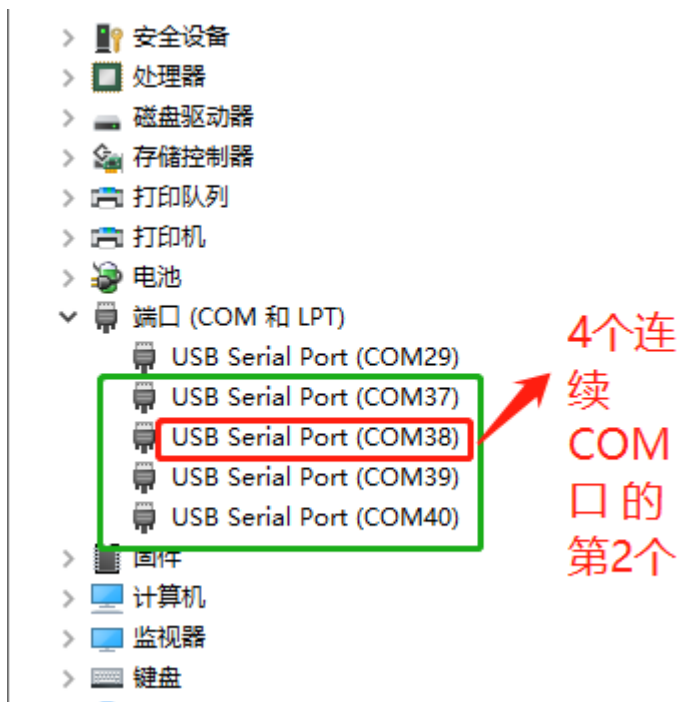 安全设备
处理器
磁盘驱动器
存储控制器
打印队列
打印机
电池
端口 (COM 和 LPT)
USB Serial Port (COM29)
USB Serial Port (COM37)
USB Serial Port (COM38)
USB Serial Port (COM39)
USB Serial Port (COM40)
固件
计算机
监视器
键盘
4个连
续
COM
口 的
第2个